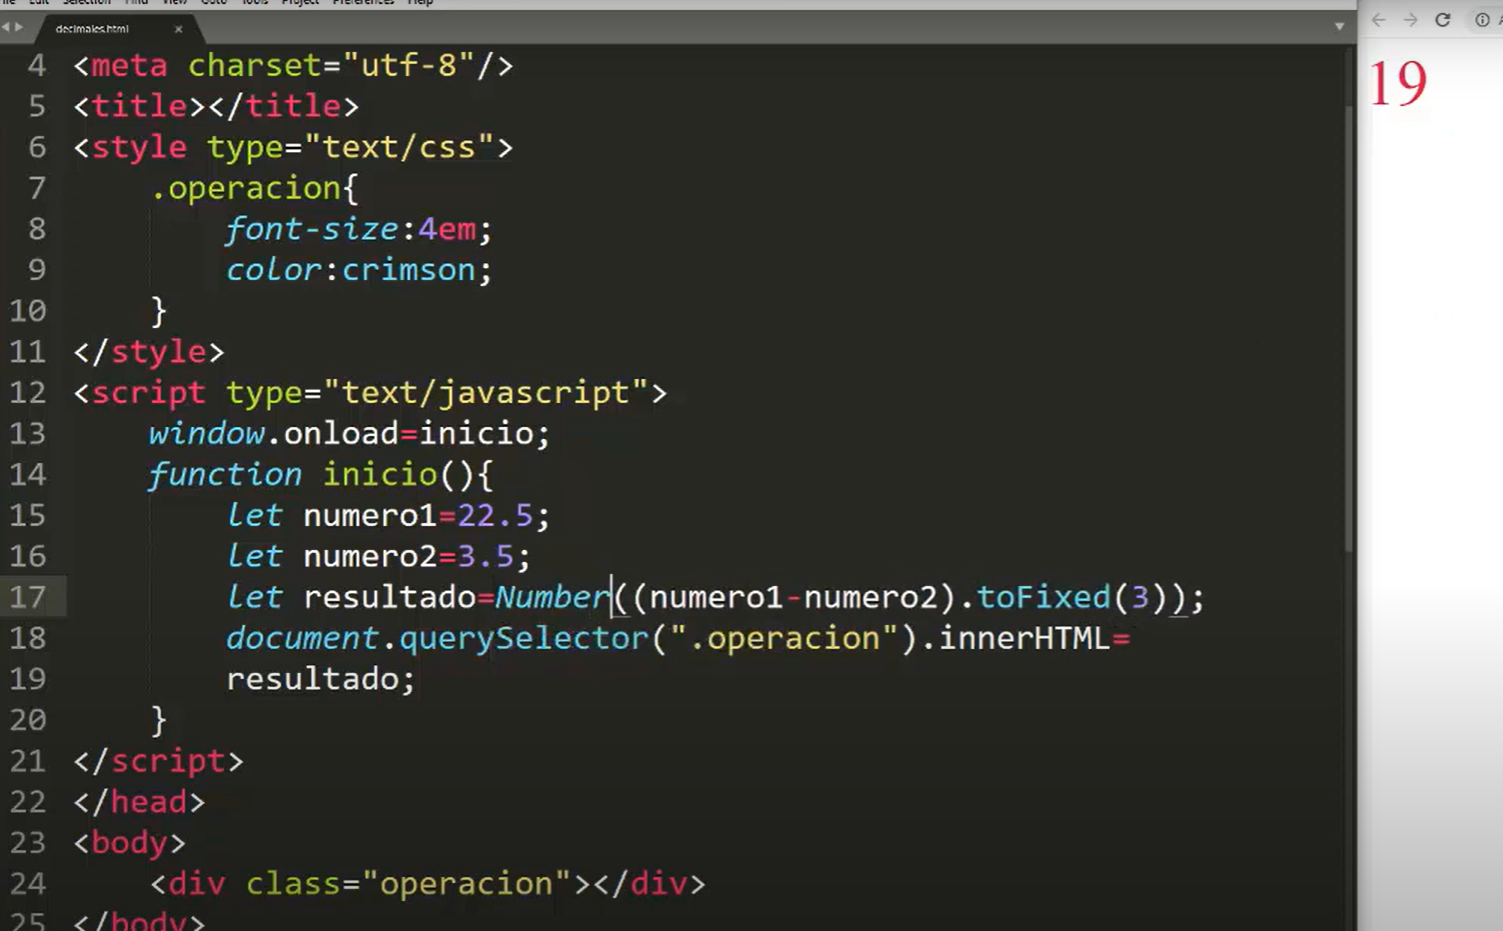 File Edit Selection Find View Goto Tools Project Preferences Help
decimales.html
4 <meta charset="utf-8"/>
5 <title></title>
6 <style type="text/css">
7 .operacion{
8 font-size:4em;
9 color:crimson;
10 }
11 </style>
12 <script type="text/javascript">
13 window.onload=inicio;
14 function inicio(){
15 let numero1=22.5;
16 let numero2=3.5;
17 let resultado=Number((numero1-numero2).toFixed(3));
18 document.querySelector(".operacion").innerHTML=
19 resultado;
20 }
21 </script>
22 </head>
23 <body>
24 <div class="operacion"></div>
25 </body>
19